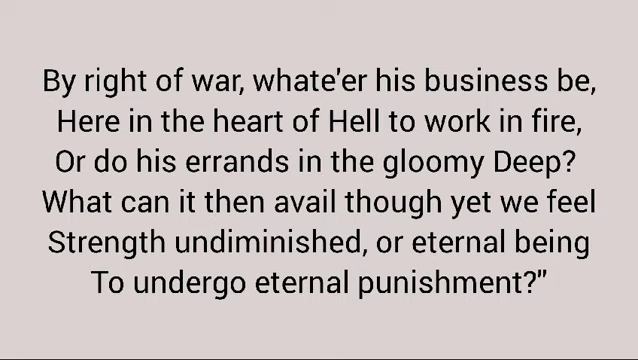 By right of war, whate'er his business be,
Here in the heart of Hell to work in fire,
Or do his errands in the gloomy Deep?
What can it then avail though yet we feel
Strength undiminished, or eternal being
To undergo eternal punishment?"